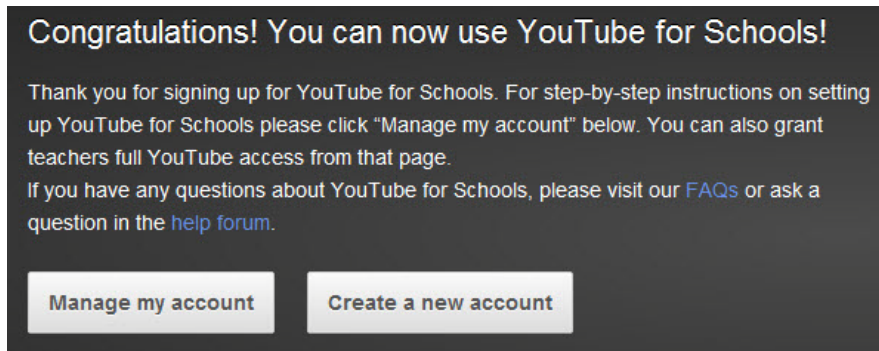 Congratulations! You can now use YouTube for Schools!
Thank you for signing up for YouTube for Schools. For step-by-step instructions on setting
up YouTube for Schools please click “Manage my account” below. You can also grant
teachers full YouTube access from that page.
If you have any questions about YouTube for Schools, please visit our FAQs or ask a
question in the help forum.
Manage my account
Create a new account